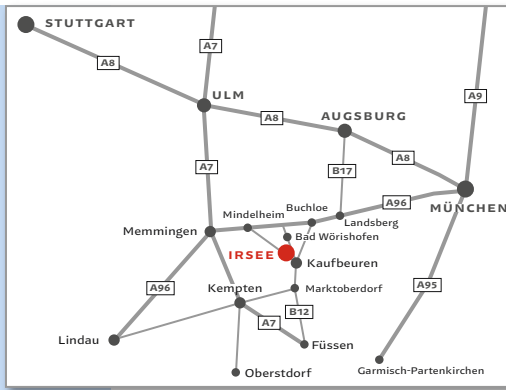 STUTTGART
A7
A8
ULM
A9
A8
AUGSBURG
A8
A7
B17
A96
Buchloe
MÜNCHEN
Mindelheim
Landsberg
Memmingen
Bad Wörishofen
IRSEE
Kaufbeuren
A96
Kempten
Marktoberdorf
A95
B12
A7
Lindau
Füssen
Oberstdorf
Garmisch-Partenkirchen